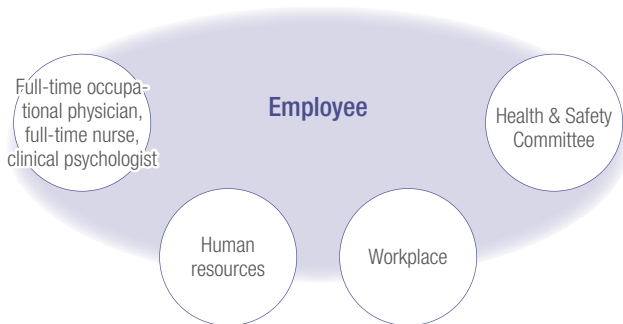 Full-time occupa-
tional physician,
full-time nurse,
clinical psychologist
Employee
Health & Safety
Committee
Human
resources
Workplace